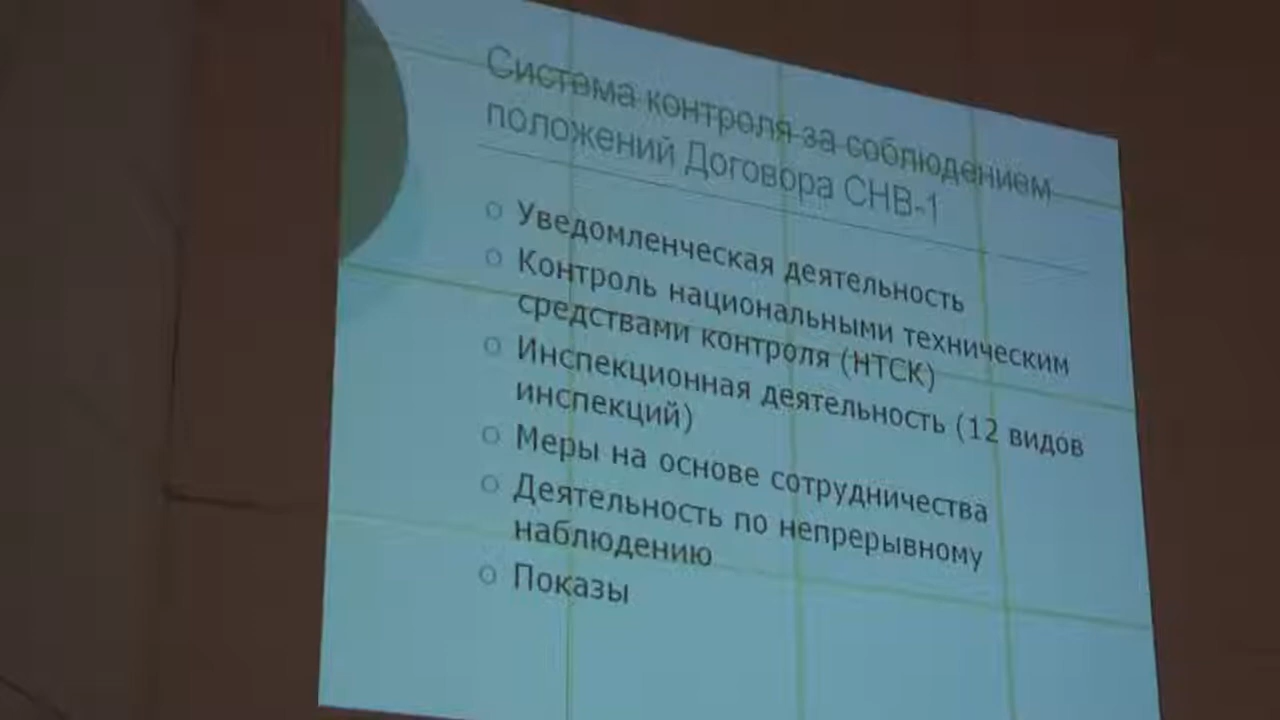 Система контроля за соблюдением
положений Договора СНВ-1
Уведомленческая деятельность
Контроль национальными техническим
средствами контроля (НТСК)
Инспекционная деятельность (12 видов
инспекций)
Меры на основе сотрудничества
Деятельность по непрерывному
наблюдению
Показы